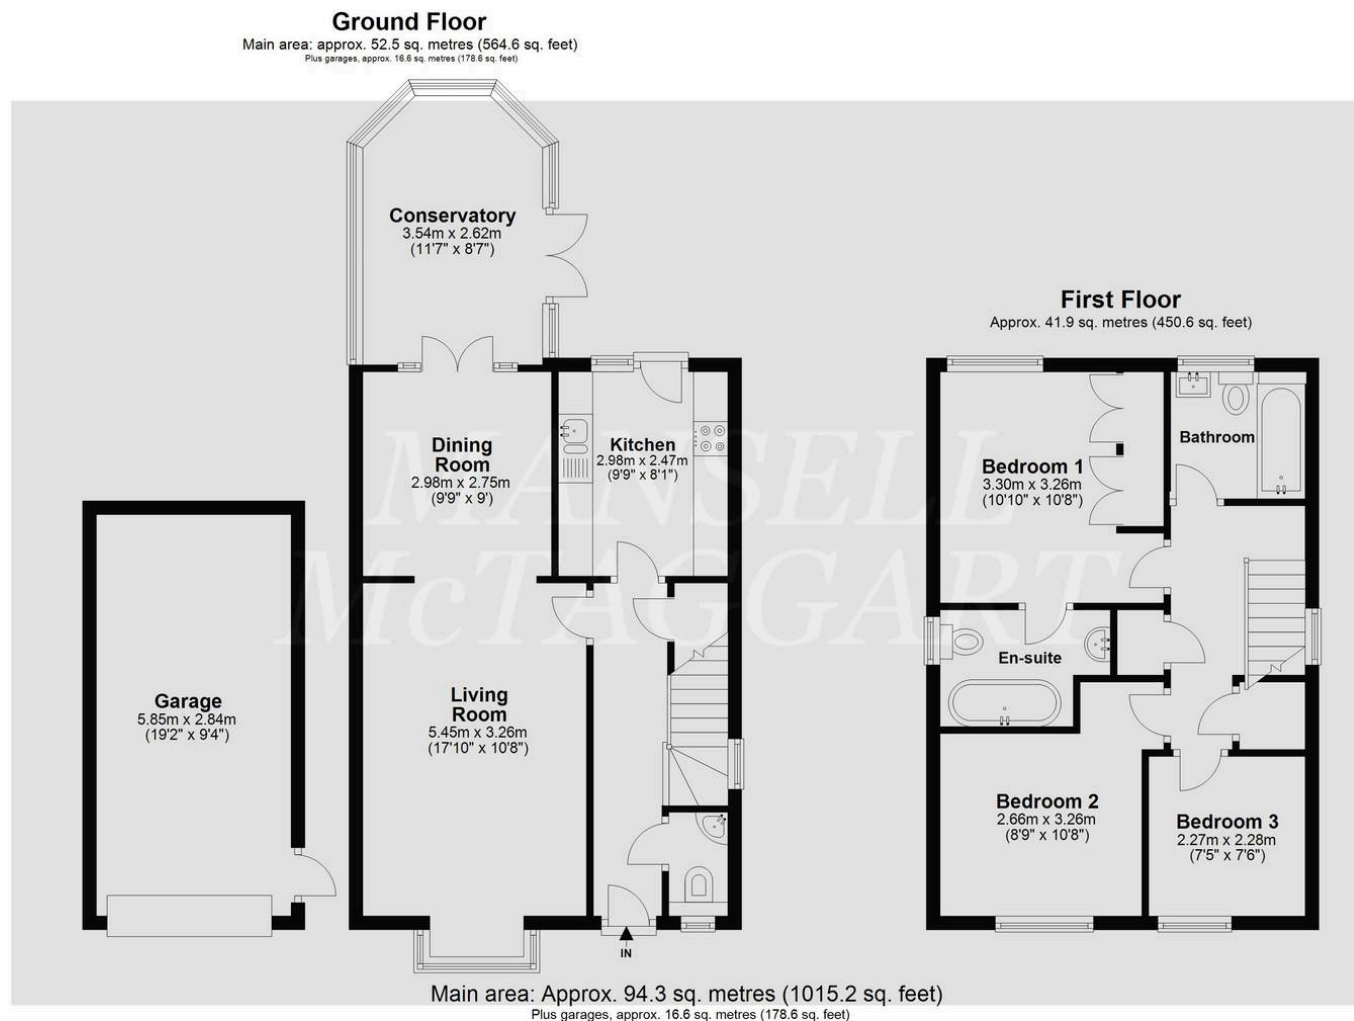 Ground Floor
Main area: approx. 52.5 sq. metres (564.6 sq. feet)
Plus garages, approx. 16.6 sq. metres (178.6 sq. feet)
Conservatory
3.54m x 2.62m
(11'7" x 8'7")
First Floor
Approx. 41.9 sq. metres (450.6 sq. feet)
Dining
Room
2.98m x 2.75m
(9'9" x 9')
Kitchen
2.98m x 2.47m
(9'9" x 8'1")
Bedroom 1
3.30m x 3.26m
(10'10" x 10'8")
Bathroom
MANSELL
McTAGGART
Garage
5.85m x 2.84m
(19'2" x 9'4")
Living
Room
5.45m x 3.26m
(17'10" x 10'8")
En-suite
Bedroom 2
2.66m x 3.26m
(8'9" x 10'8")
Bedroom 3
2.27m x 2.28m
(7'5" x 7'6")
IN
Main area: Approx. 94.3 sq. metres (1015.2 sq. feet)
Plus garages, approx. 16.6 sq. metres (178.6 sq. feet)